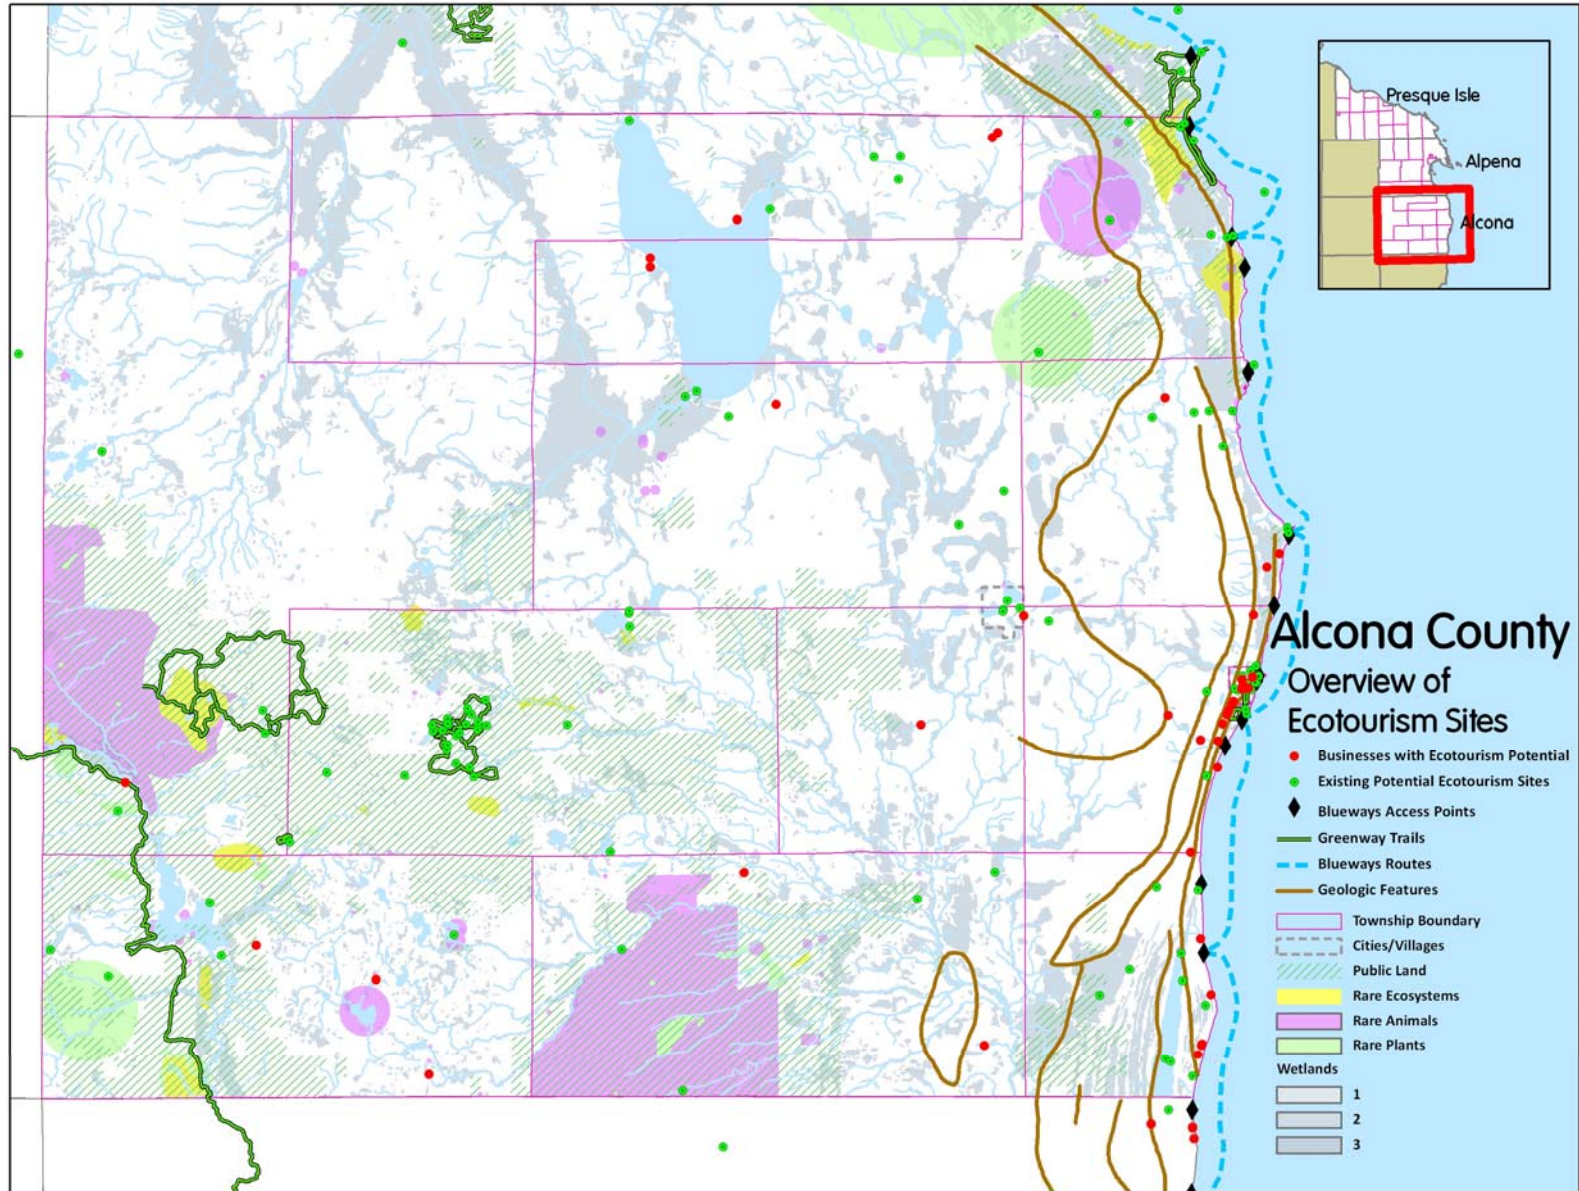 Presque Isle
Alpena
Alcona
Alcona County
Overview of
Ecotourism Sites
Businesses with Ecotourism Potential
Existing Potential Ecotourism Sites
Blueways Access Points
Greenway Trails
Blueways Routes
Geologic Features
Township Boundary
Cities/Villages
Public Land
Rare Ecosystems
Rare Animals
Rare Plants
Wetlands
1
2
3